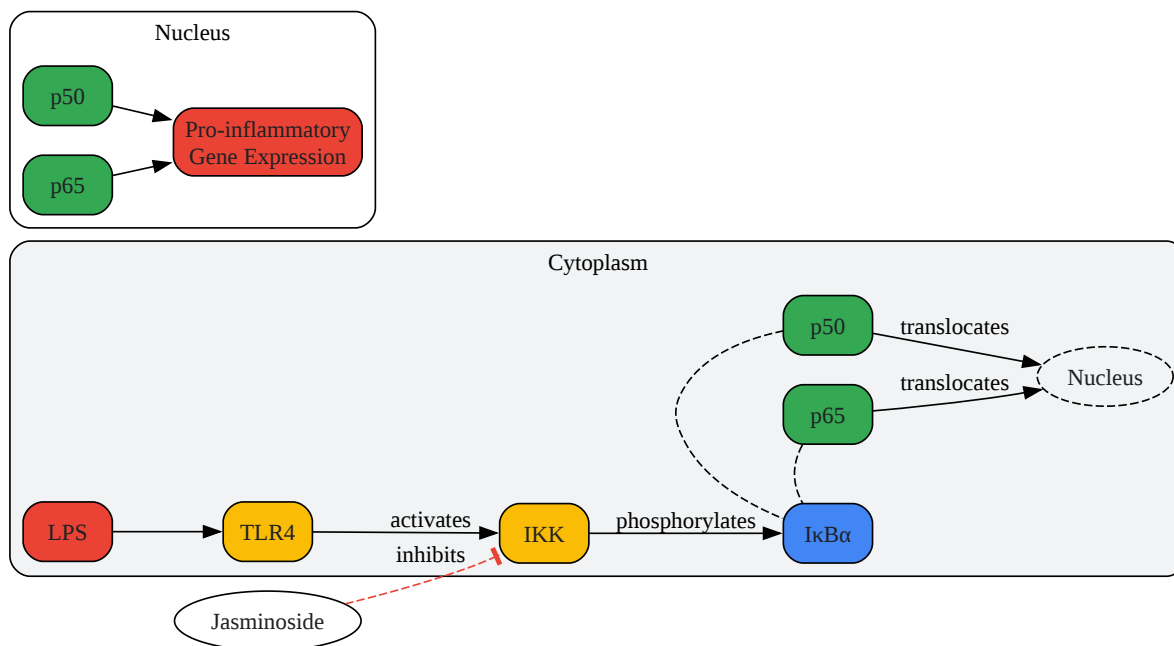 Nucleus
p50
p65
Pro-inflammatory
Gene Expression
Cytoplasm
p50
translocates
p65
translocates
Nucleus
LPS
TLR4
activates
inhibits
IKK
phosphorylates
IκBα
Jasminoside